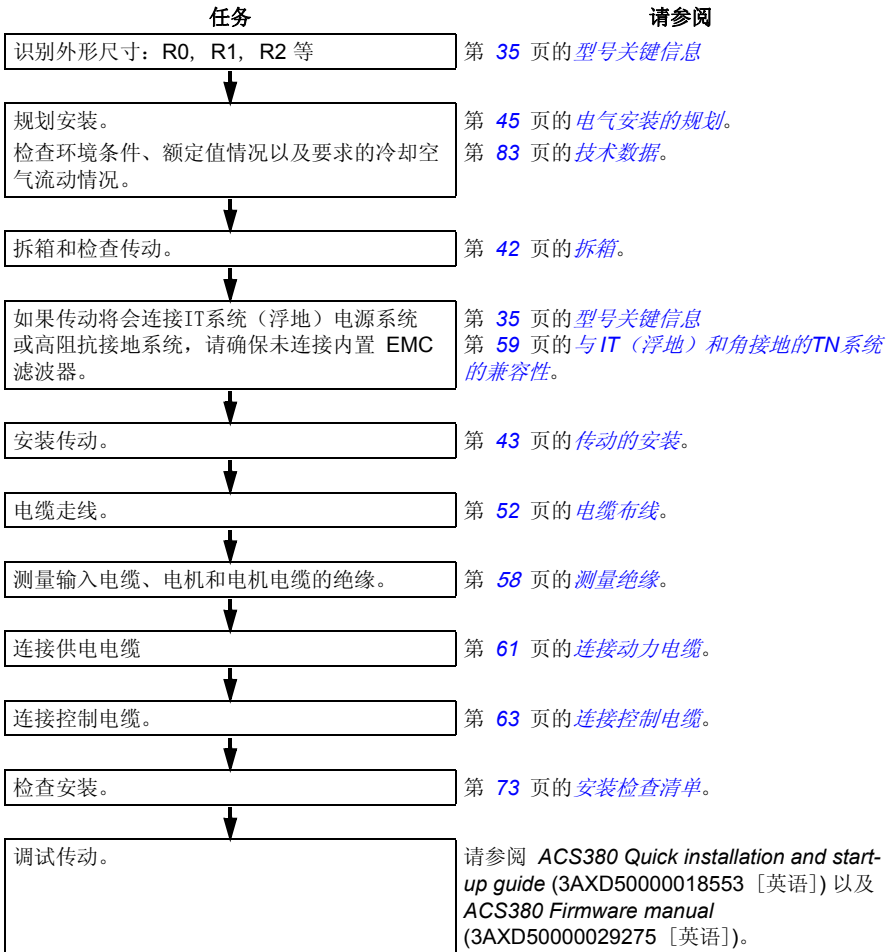 任务 请参阅
识别外形尺寸：R0, R1, R2 等 第 35 页的型号关键信息
规划安装。 第 45 页的电气安装的规划。
检查环境条件、额定值情况以及要求的冷却空 第 83 页的技术数据。
气流动情况。
拆箱和检查传动。 第 42 页的拆箱。
如果传动将会连接IT系统（浮地）电源系统 第 35 页的型号关键信息
或高阻抗接地系统，请确保未连接内置 EMC 第 59 页的与 IT（浮地）和角接地的TN系统
滤波器。 的兼容性。
安装传动。 第 43 页的传动的安装。
电缆走线。 第 52 页的电缆布线。
测量输入电缆、电机和电机电缆的绝缘。 第 58 页的测量绝缘。
连接供电电缆 第 61 页的连接动力电缆。
连接控制电缆。 第 63 页的连接控制电缆。
检查安装。 第 73 页的安装检查清单。
调试传动。 请参阅 ACS380 Quick installation and start-
up guide (3AXD50000018553［英语］) 以及
ACS380 Firmware manual
(3AXD50000029275［英语］)。